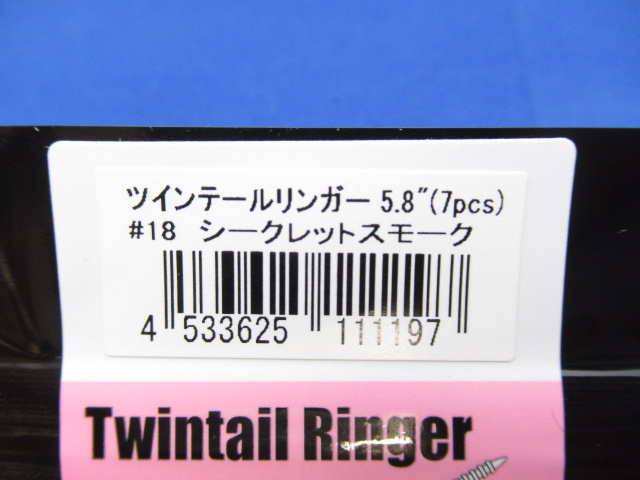 ツインテールリンガー 5.8"(7pcs)
#18 シークレットスモーク
4 533625 111197
Twintail Ringer